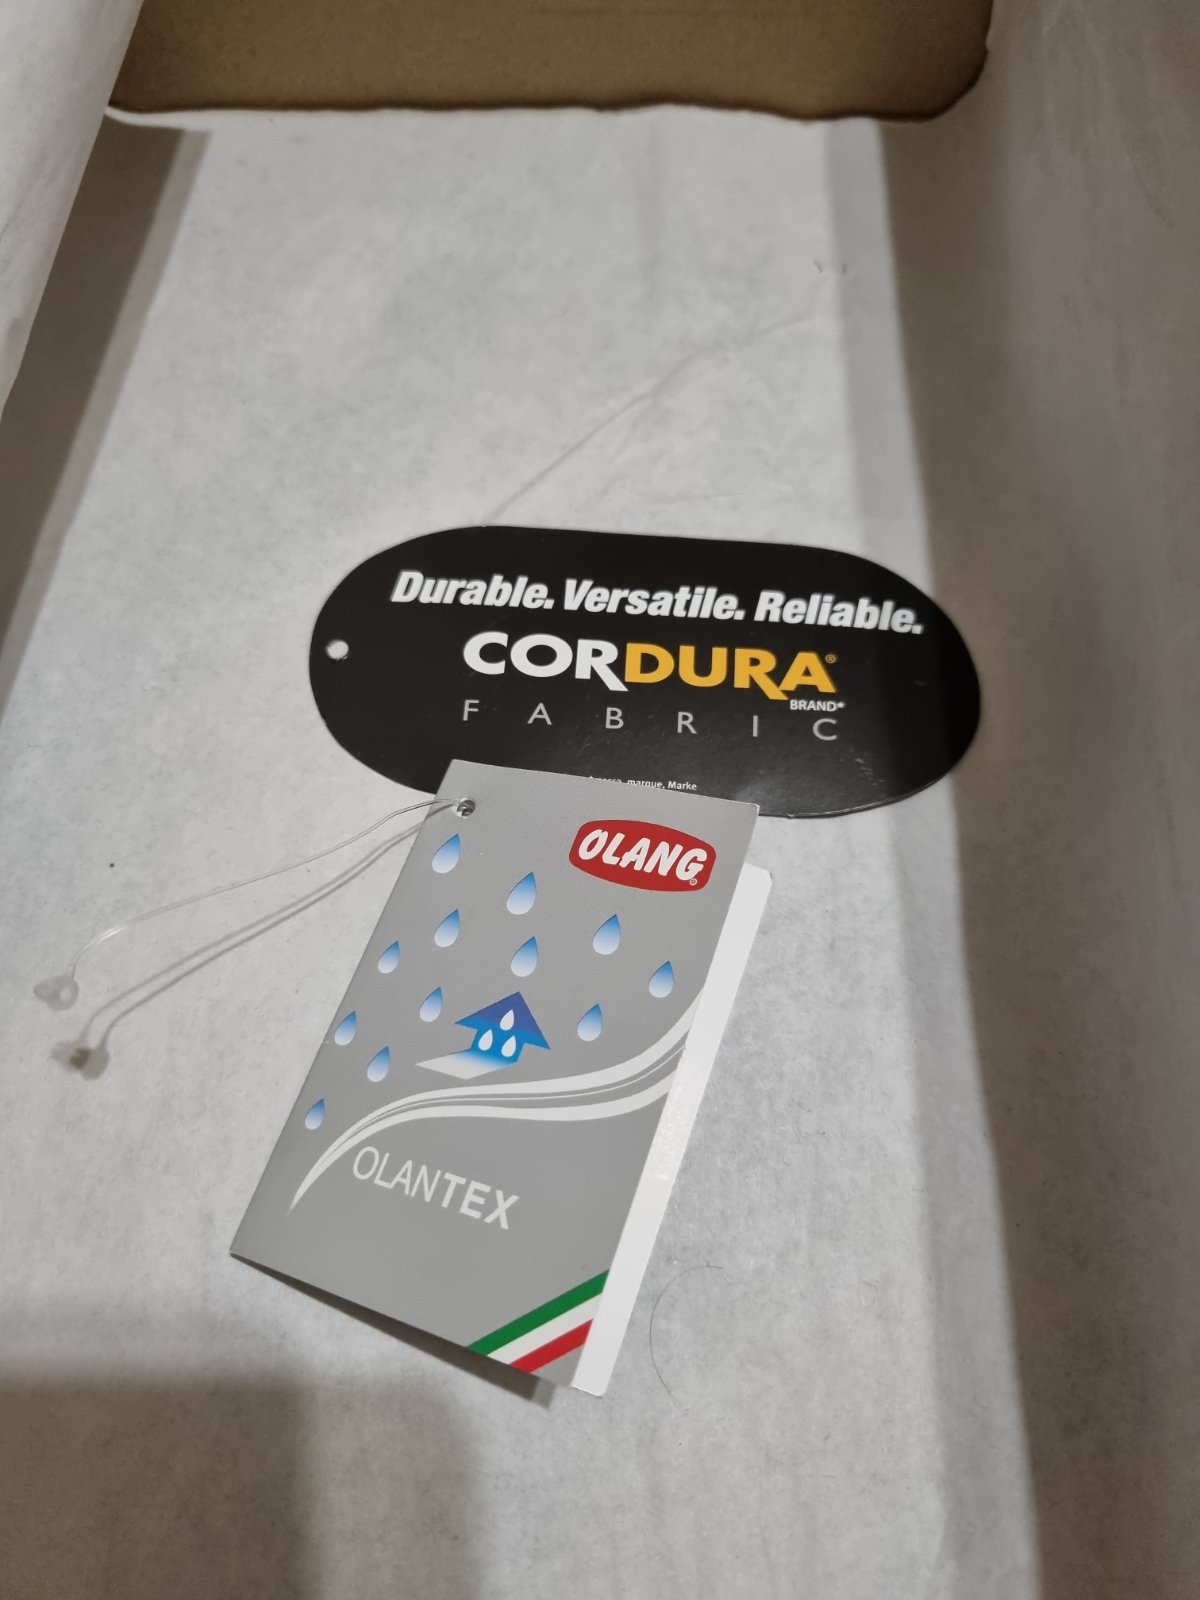 Durable. Versatile. Reliable.
CORDURA®
BRAND*
FABRIC
marque, Marke
OLANG®
OLANTEX